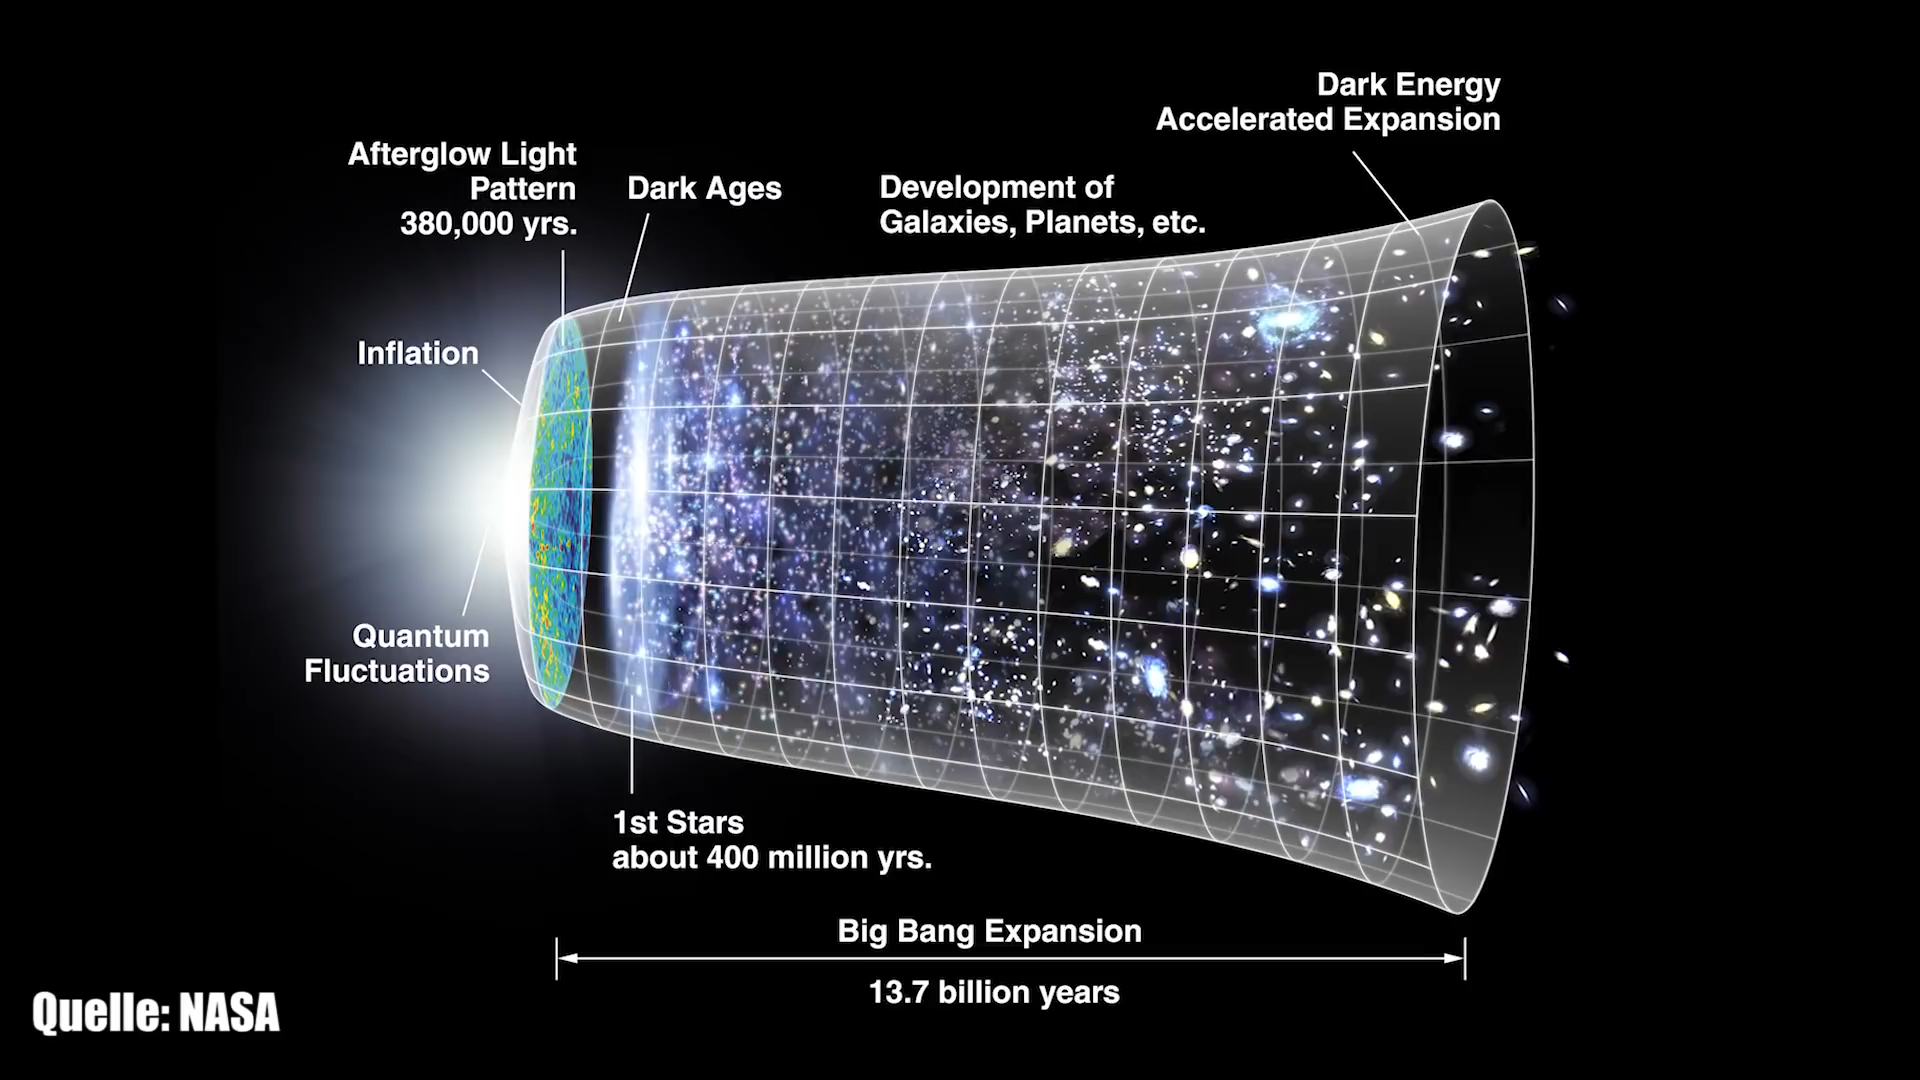 Dark Energy
Accelerated Expansion
Afterglow Light
Pattern
380,000 yrs.
Dark Ages
Development of
Galaxies, Planets, etc.
Inflation
Quantum
Fluctuations
1st Stars
about 400 million yrs.
Big Bang Expansion
13.7 billion years
Quelle: NASA